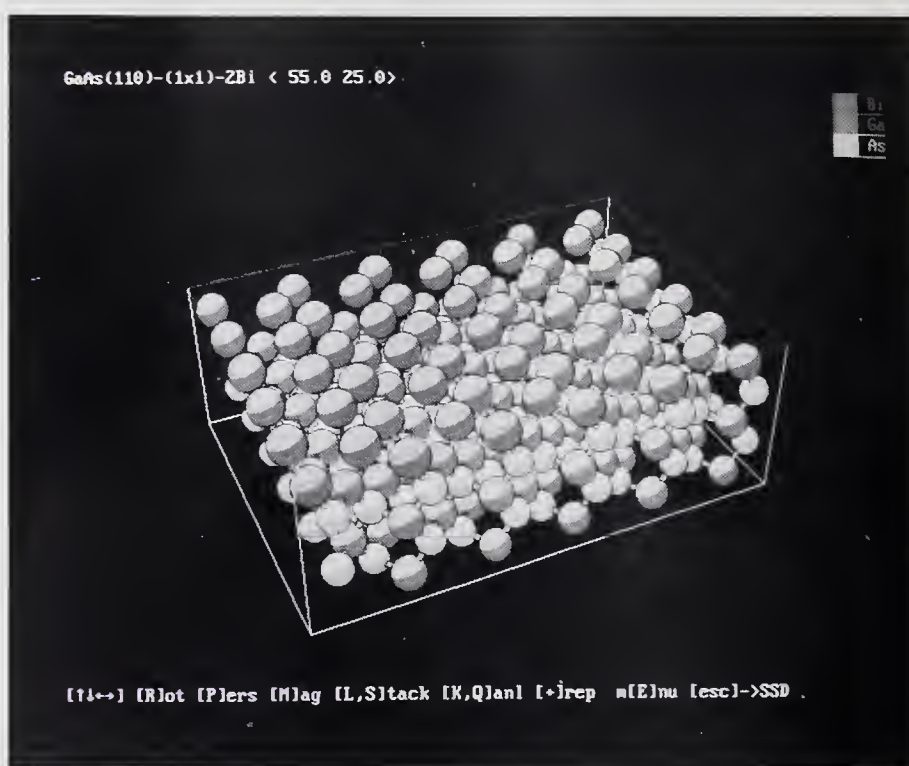 GaAs(110)-(1x1)-2Bi < 55.0 25.0>
Bi
Ga
As
[↑↓←→] [R]ot [P]ers [M]ag [L,S]tack [K,Q]anl [+]rep m[E]nu [esc]->SSD